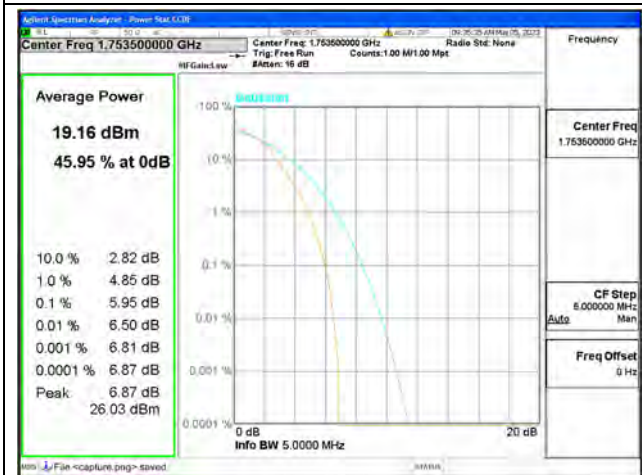 Agilent Spectrum Analyzer - Power Stat CCDF
Center Freq 1.753500000 GHz
Center Freq: 1.753500000 GHz
Radio Std: None
Trig: Free Run
Counts:1.00 M/1.00 Mpt
#IFGain:Low
#Atten: 16 dB
Frequency
Average Power
19.16 dBm
45.95 % at 0dB
10.0 % 2.82 dB
1.0 % 4.85 dB
0.1 % 5.95 dB
0.01 % 6.50 dB
0.001 % 6.81 dB
0.0001 % 6.87 dB
Peak 6.87 dB
26.03 dBm
Gaussian
100 %
10 %
1 %
0.1 %
0.01 %
0.001 %
0.0001 %
0 dB
20 dB
Info BW 5.0000 MHz
Center Freq
1.753500000 GHz
CF Step
5.000000 MHz
Auto Man
Freq Offset
0 Hz
MSG
File <capture.png> saved
STATUS